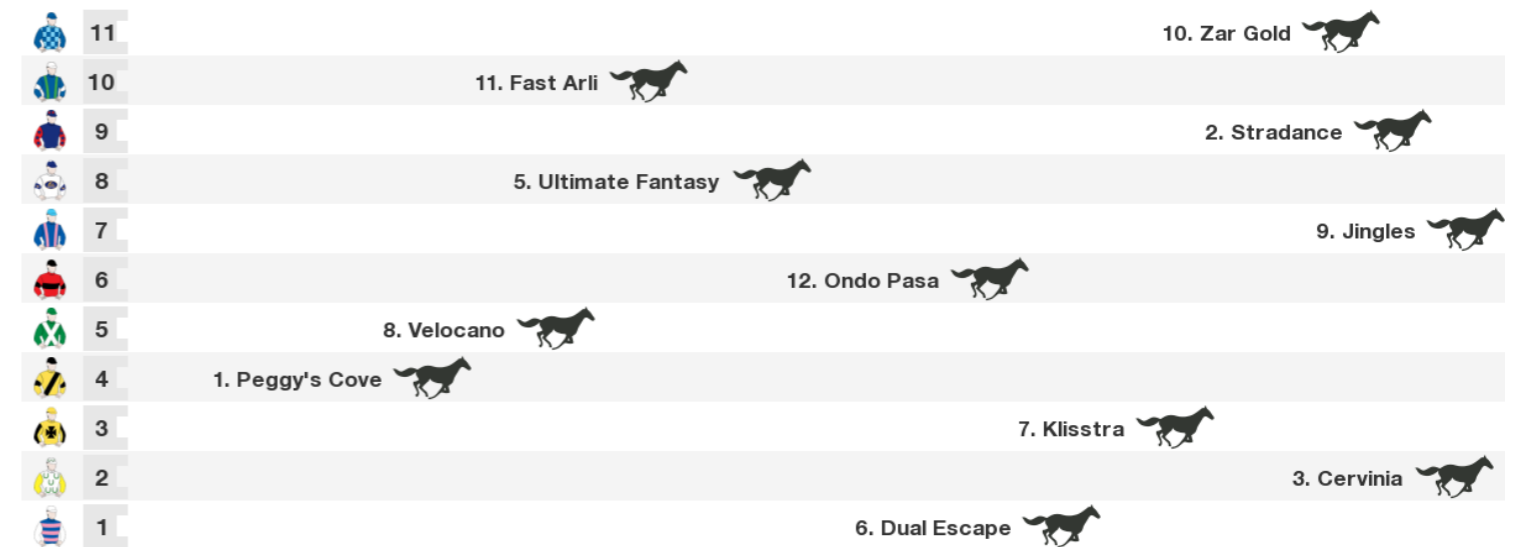 11 10. Zar Gold
10 11. Fast Arli
9 2. Stradance
8 5. Ultimate Fantasy
7 9. Jingles
6 12. Ondo Pasa
5 8. Velocano
4 1. Peggy's Cove
3 7. Klisstra
2 3. Cervinia
1 6. Dual Escape